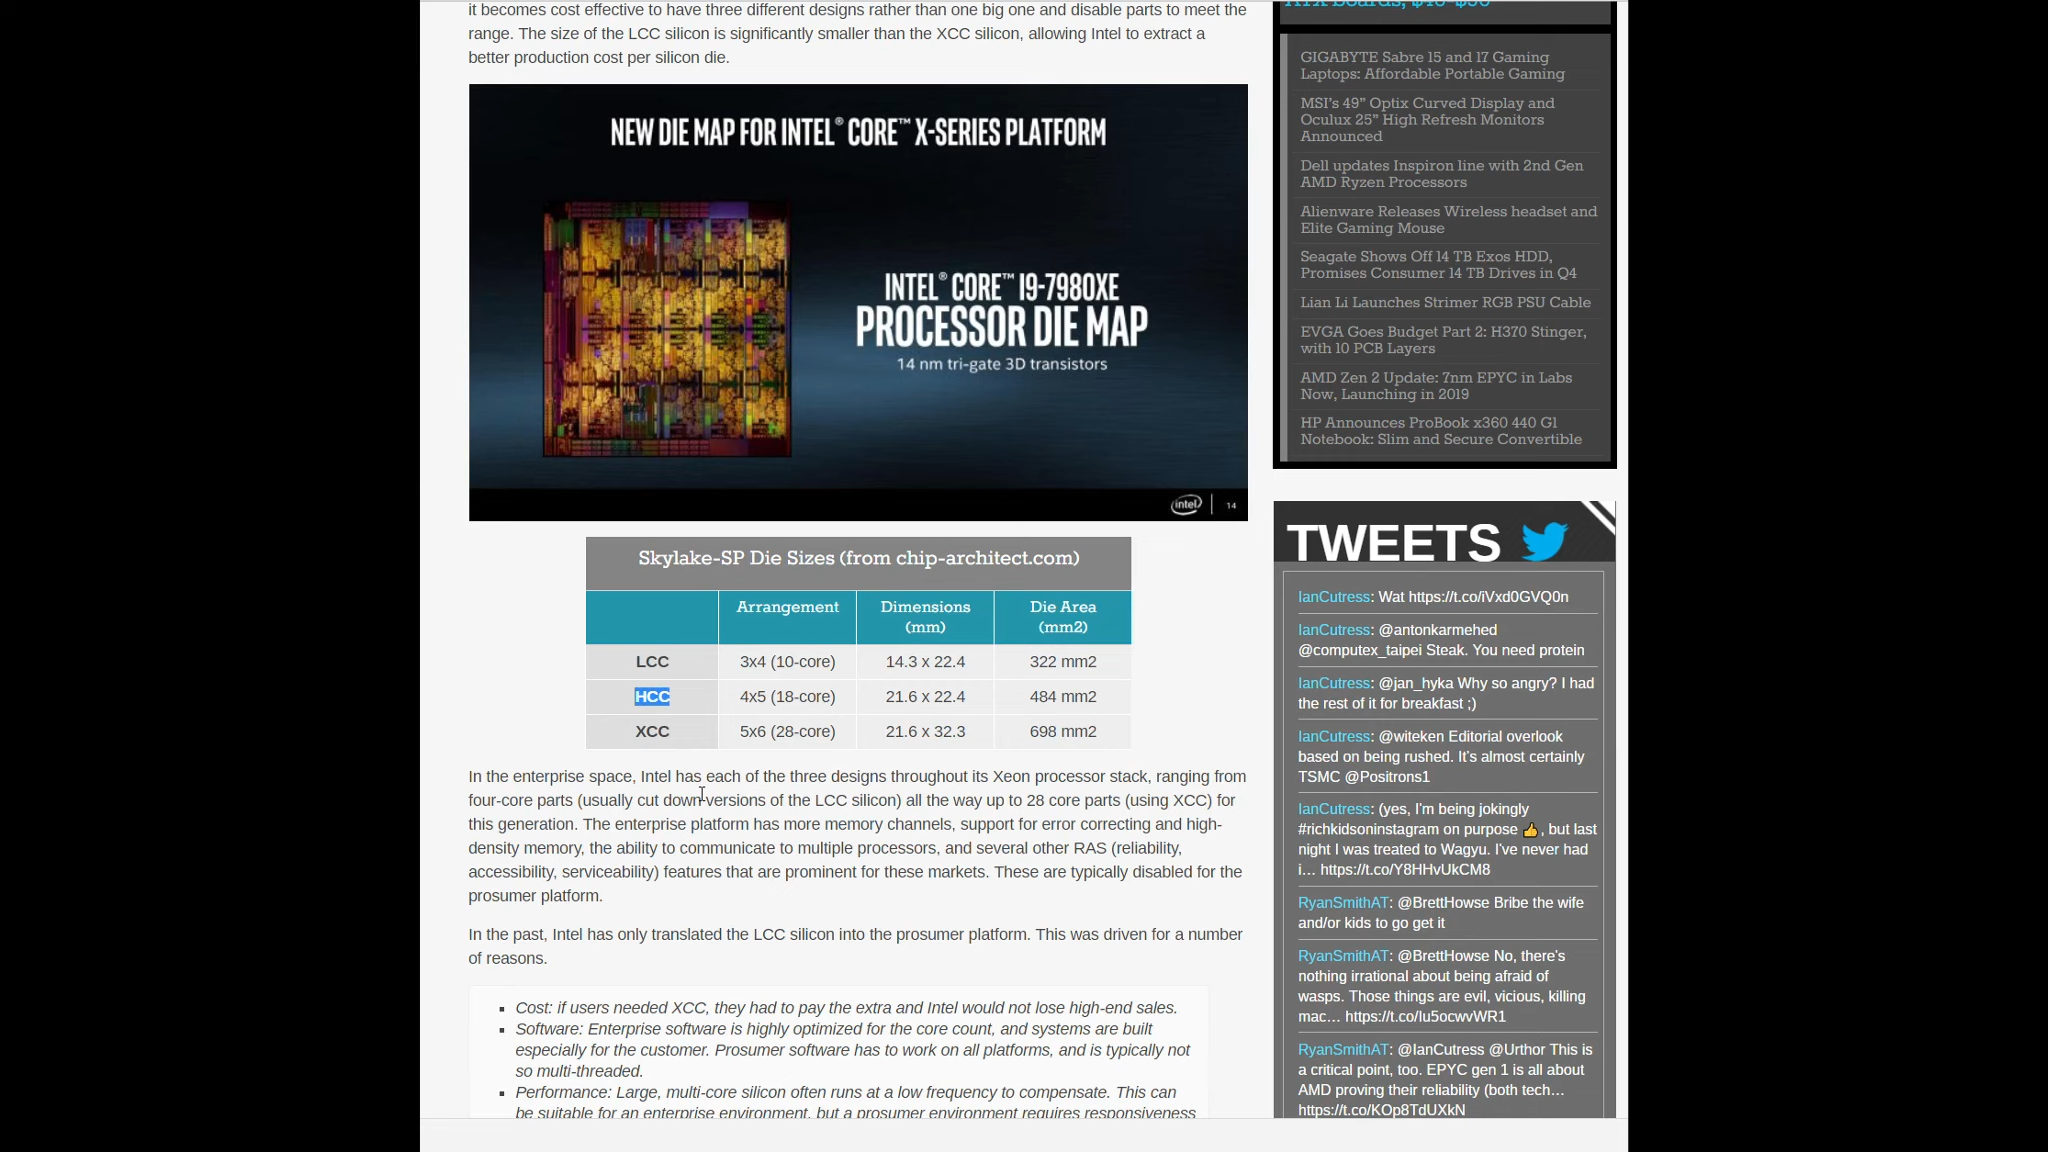 it becomes cost effective to have three different designs rather than one big one and disable parts to meet the
range. The size of the LCC silicon is significantly smaller than the XCC silicon, allowing Intel to extract a
better production cost per silicon die.
NEW DIE MAP FOR INTEL® CORE™ X-SERIES PLATFORM
INTEL® CORE™ I9-7980XE
PROCESSOR DIE MAP
14 nm tri-gate 3D transistors
intel 14
Skylake-SP Die Sizes (from chip-architect.com)
Arrangement Dimensions (mm) Die Area (mm2)
LCC 3x4 (10-core) 14.3 x 22.4 322 mm2
HCC 4x5 (18-core) 21.6 x 22.4 484 mm2
XCC 5x6 (28-core) 21.6 x 32.3 698 mm2
In the enterprise space, Intel has each of the three designs throughout its Xeon processor stack, ranging from
four-core parts (usually cut down versions of the LCC silicon) all the way up to 28 core parts (using XCC) for
this generation. The enterprise platform has more memory channels, support for error correcting and high-
density memory, the ability to communicate to multiple processors, and several other RAS (reliability,
accessibility, serviceability) features that are prominent for these markets. These are typically disabled for the
prosumer platform.
In the past, Intel has only translated the LCC silicon into the prosumer platform. This was driven for a number
of reasons.
▪ Cost: if users needed XCC, they had to pay the extra and Intel would not lose high-end sales.
▪ Software: Enterprise software is highly optimized for the core count, and systems are built
especially for the customer. Prosumer software has to work on all platforms, and is typically not
so multi-threaded.
▪ Performance: Large, multi-core silicon often runs at a low frequency to compensate. This can
be suitable for an enterprise environment, but a prosumer environment requires responsiveness
GIGABYTE Sabre 15 and 17 Gaming
Laptops: Affordable Portable Gaming
MSI's 49” Optix Curved Display and
Oculux 25” High Refresh Monitors
Announced
Dell updates Inspiron line with 2nd Gen
AMD Ryzen Processors
Alienware Releases Wireless headset and
Elite Gaming Mouse
Seagate Shows Off 14 TB Exos HDD,
Promises Consumer 14 TB Drives in Q4
Lian Li Launches Strimer RGB PSU Cable
EVGA Goes Budget Part 2: H370 Stinger,
with 10 PCB Layers
AMD Zen 2 Update: 7nm EPYC in Labs
Now, Launching in 2019
HP Announces ProBook x360 440 G1
Notebook: Slim and Secure Convertible
TWEETS
IanCutress: Wat https://t.co/iVxd0GVQ0n
IanCutress: @antonkarmehed
@computex_taipei Steak. You need protein
IanCutress: @jan_hyka Why so angry? I had
the rest of it for breakfast ;)
IanCutress: @witeken Editorial overlook
based on being rushed. It's almost certainly
TSMC @Positrons1
IanCutress: (yes, I'm being jokingly
#richkidsoninstagram on purpose 👍, but last
night I was treated to Wagyu. I've never had
i… https://t.co/Y8HHvUkCM8
RyanSmithAT: @BrettHowse Bribe the wife
and/or kids to go get it
RyanSmithAT: @BrettHowse No, there's
nothing irrational about being afraid of
wasps. Those things are evil, vicious, killing
mac… https://t.co/Iu5ocwvWR1
RyanSmithAT: @IanCutress @Urthor This is
a critical point, too. EPYC gen 1 is all about
AMD proving their reliability (both tech…
https://t.co/KOp8TdUXkN